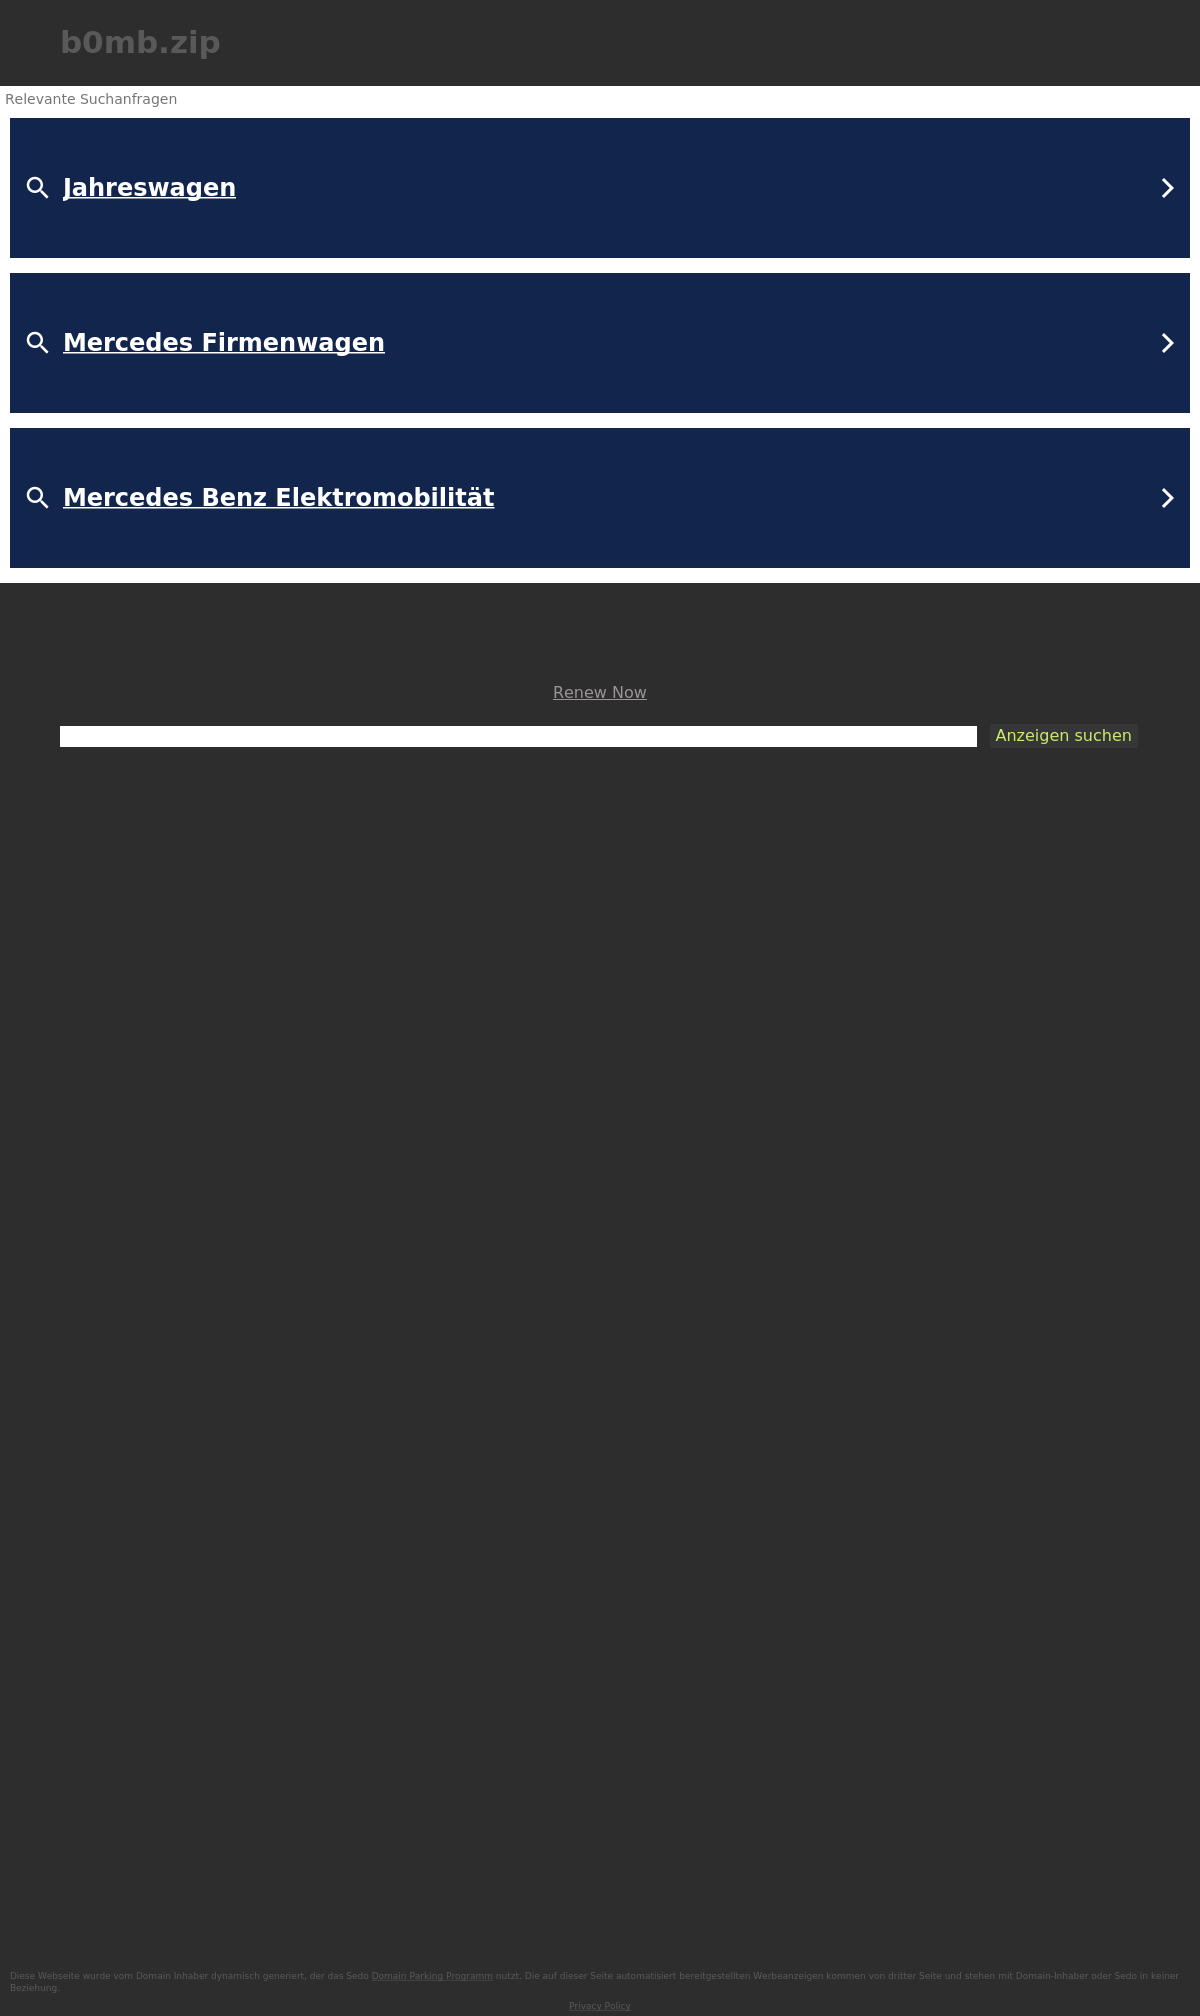 b0mb.zip
Relevante Suchanfragen
Jahreswagen
Mercedes Firmenwagen
Mercedes Benz Elektromobilität
Renew Now
Anzeigen suchen
Diese Webseite wurde vom Domain Inhaber dynamisch generiert, der das Sedo Domain Parking Programm nutzt. Die auf dieser Seite automatisiert bereitgestellten Werbeanzeigen kommen von dritter Seite und stehen mit Domain-Inhaber oder Sedo in keiner
Beziehung.
Privacy Policy